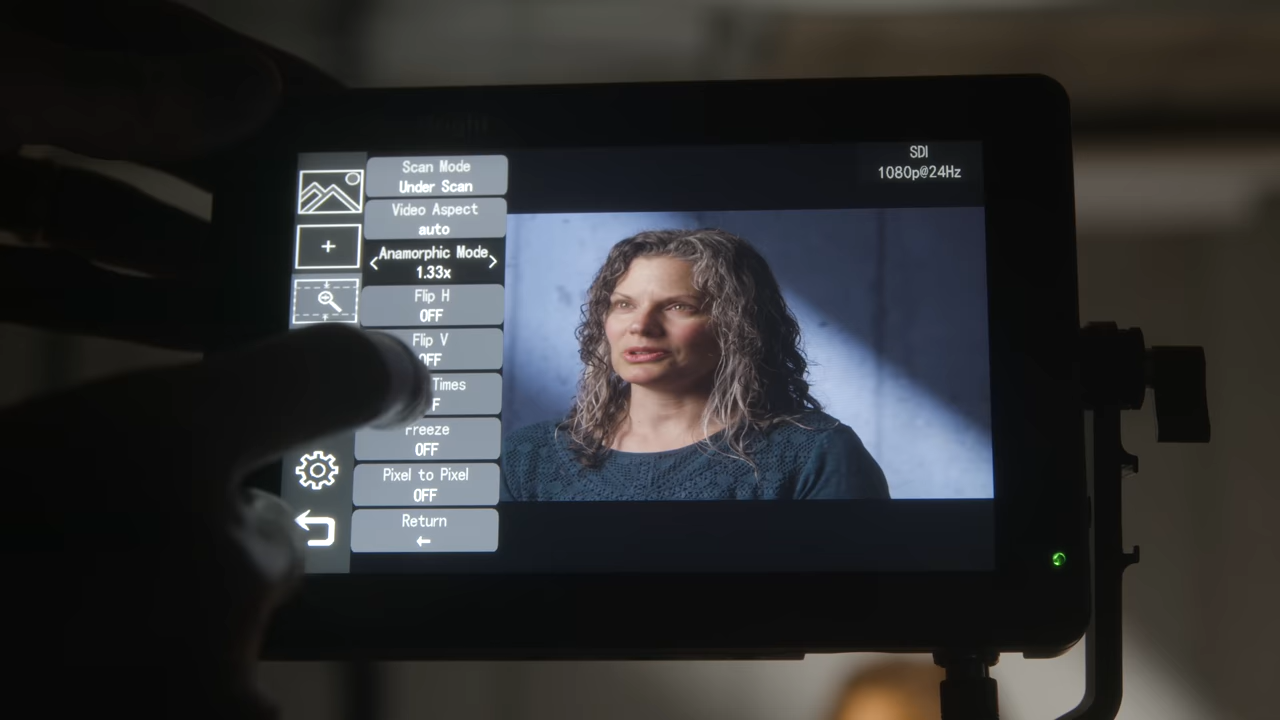 Scan Mode
Under Scan
Video Aspect
auto
Anamorphic Mode
1.33x
Flip H
OFF
Flip V
OFF
Times
F
Freeze
OFF
Pixel to Pixel
OFF
Return
SDI
1080p@24Hz